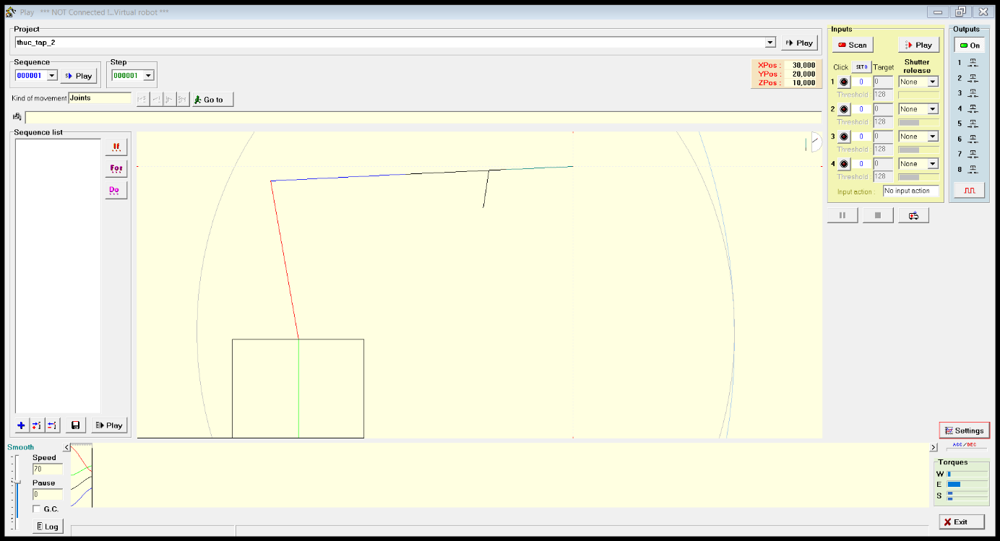 Play *** NOT Connected !...Virtual robot ***
Project
thuc_tap_2
Play
Sequence
000001
Play
Step
000001
XPos : 30,000
YPos : 20,000
ZPos : 10,000
Kind of movement Joints
Go to
Sequence list
If
For
Do
Play
Inputs
Scan
Play
Click SET 0 Target Shutter release
1 0 0 None
Threshold : 128
2 0 0 None
Threshold : 128
3 0 0 None
Threshold : 128
4 0 0 None
Threshold : 128
Input action : No input action
Outputs
On
1
2
3
4
5
6
7
8
Settings
ACC/DEC
Smooth
Speed
70
Pause
0
G.C.
Log
Torques
W
E
S
Exit